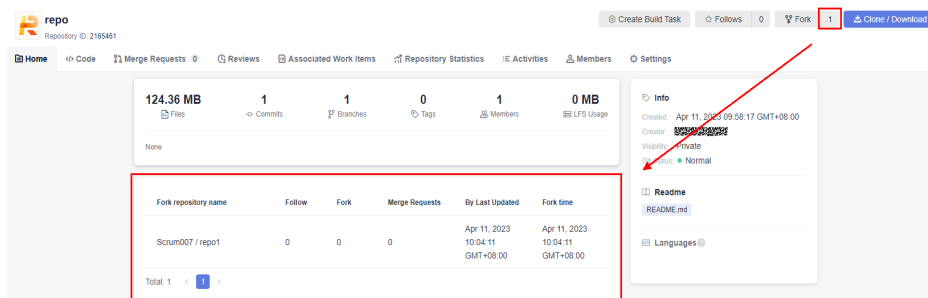 repo
Repository ID: 2165461
Create Build Task Follows 0 Fork 1 Clone / Download
Home Code Merge Requests 0 Reviews Associated Work Items Repository Statistics Activities Members Settings
124.36 MB 1 1 0 1 0 MB
Files Commits Branches Tags Members LFS Usage
None
Info
Created: Apr 11, 2023 09:58:17 GMT+08:00
Creator:
Visibility: Private
Status: Normal
Readme
README.md
Languages
Fork repository name Follow Fork Merge Requests By Last Updated Fork time
Scrum007 / repo1 0 0 0 Apr 11, 2023 10:04:11 GMT+08:00 Apr 11, 2023 10:04:11 GMT+08:00
Total: 1 < 1 >